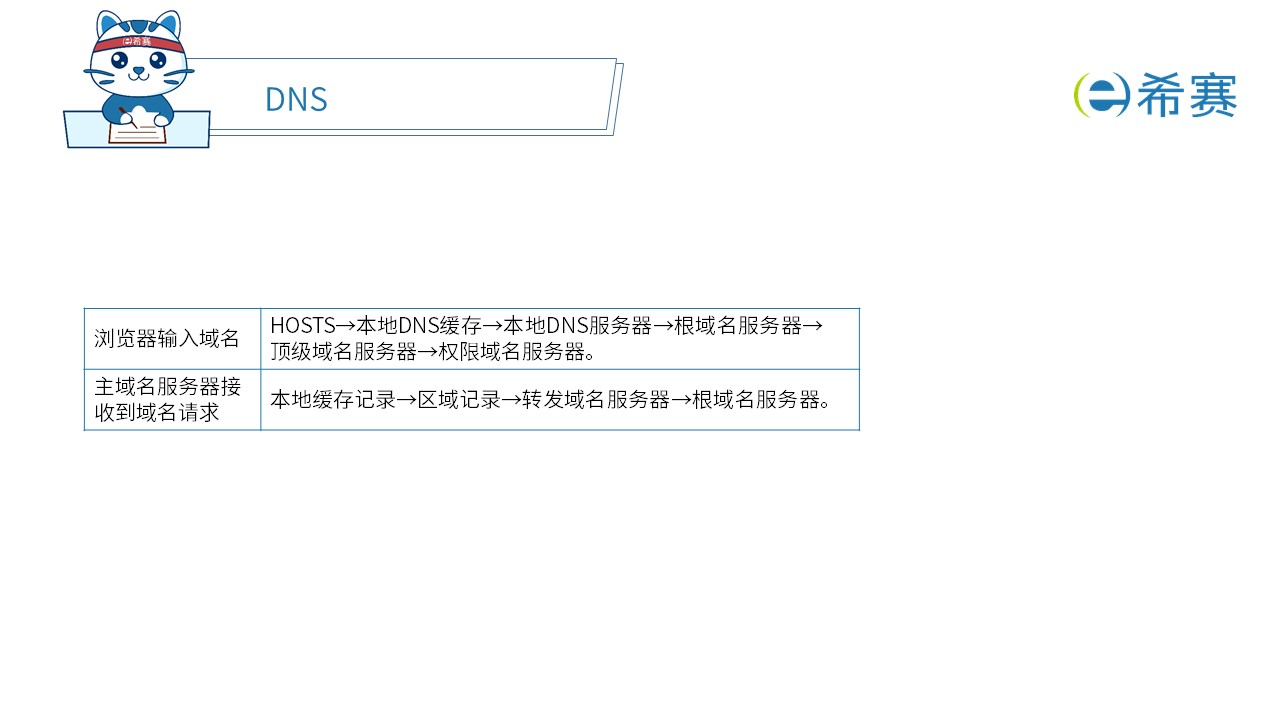 希赛
DNS
希赛
浏览器输入域名
HOSTS→本地DNS缓存→本地DNS服务器→根域名服务器→
顶级域名服务器→权限域名服务器。
主域名服务器接
收到域名请求
本地缓存记录→区域记录→转发域名服务器→根域名服务器。